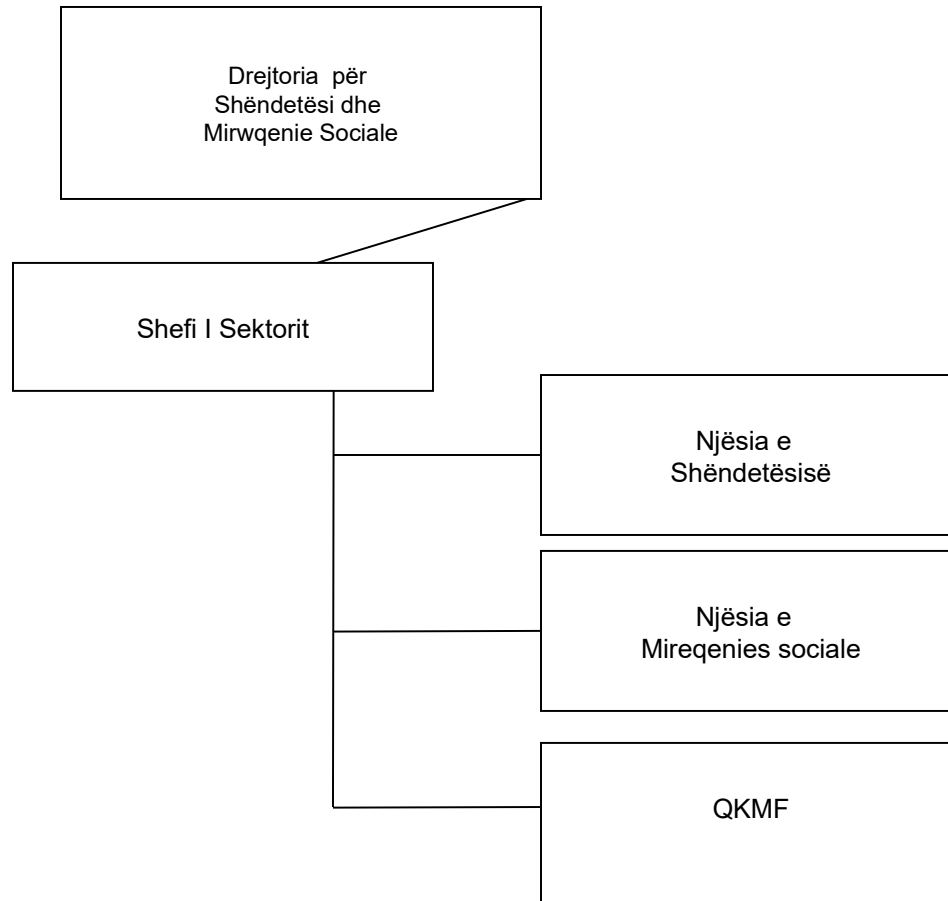 Drejtoria për
Shëndetësi dhe
Mirwqenie Sociale
Shefi I Sektorit
Njësia e
Shëndetësisë
Njësia e
Mireqenies sociale
QKMF